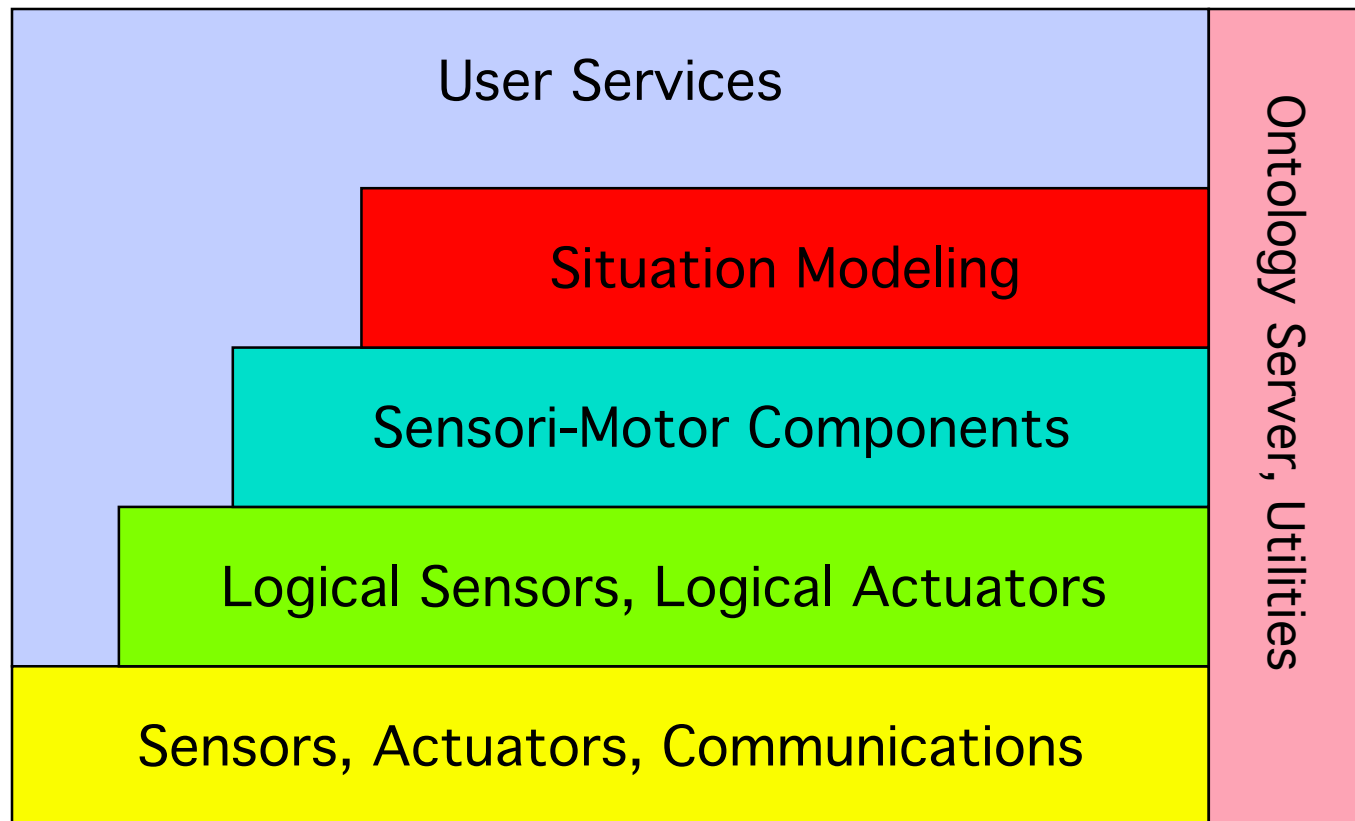 User Services
Situation Modeling
Sensori-Motor Components
Logical Sensors, Logical Actuators
Sensors, Actuators, Communications
Ontology Server, Utilities